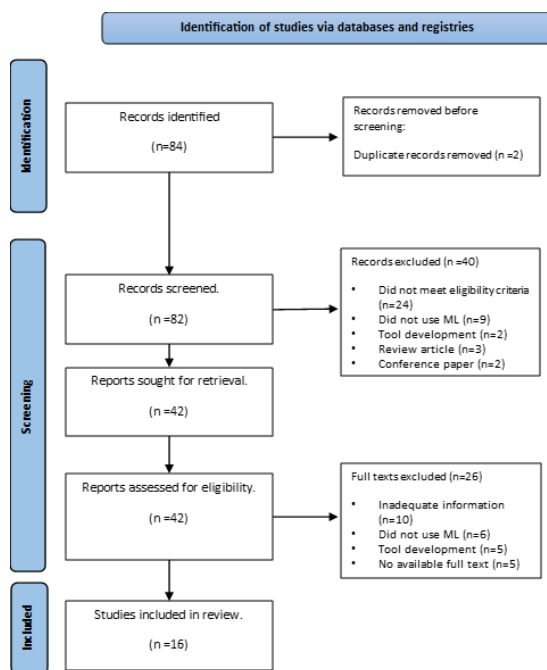 Identification of studies via databases and registries
Identification
Records identified
(n=84)
Records removed before
screening:
Duplicate records removed (n =2)
Screening
Records screened.
(n =82)
Records excluded (n =40)
• Did not meet eligibility criteria
(n=24)
• Did not use ML (n=9)
• Tool development (n=2)
• Review article (n=3)
• Conference paper (n=2)
Reports sought for retrieval.
(n =42)
Reports assessed for eligibility.
(n =42)
Full texts excluded (n=26)
• Inadequate information
(n=10)
• Did not use ML (n=6)
• Tool development (n=5)
• No available full text (n=5)
Included
Studies included in review.
(n =16)